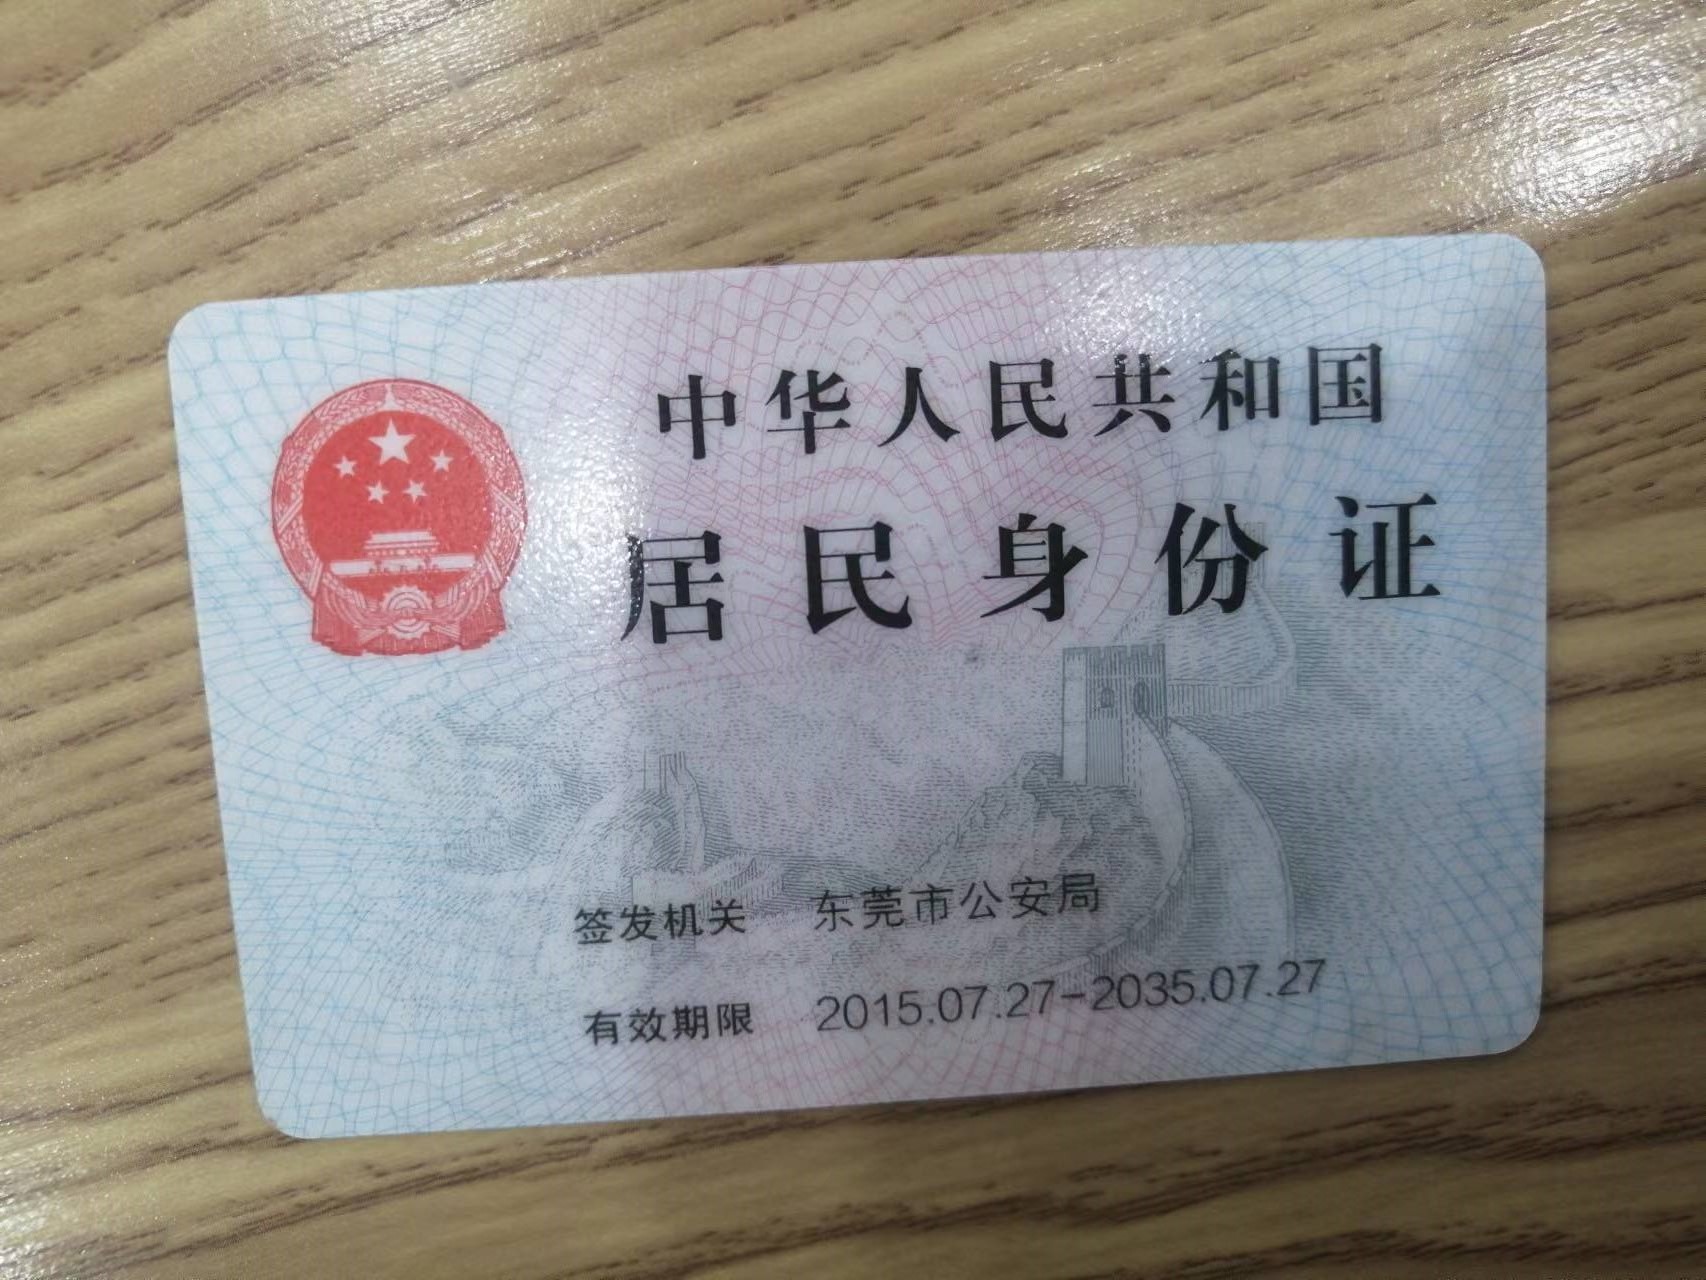 中华人民共和国
居民身份证
签发机关 东莞市公安局
有效期限 2015.07.27-2035.07.27